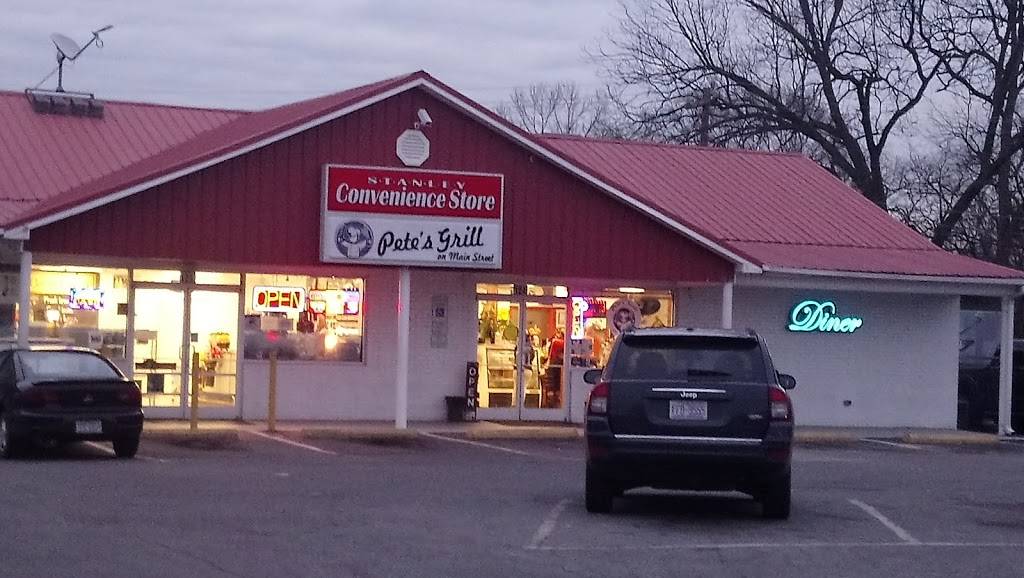 STANLEY
Convenience Store
Pete's Grill
on Main Street
OPEN
Diner
OPEN
Jeep